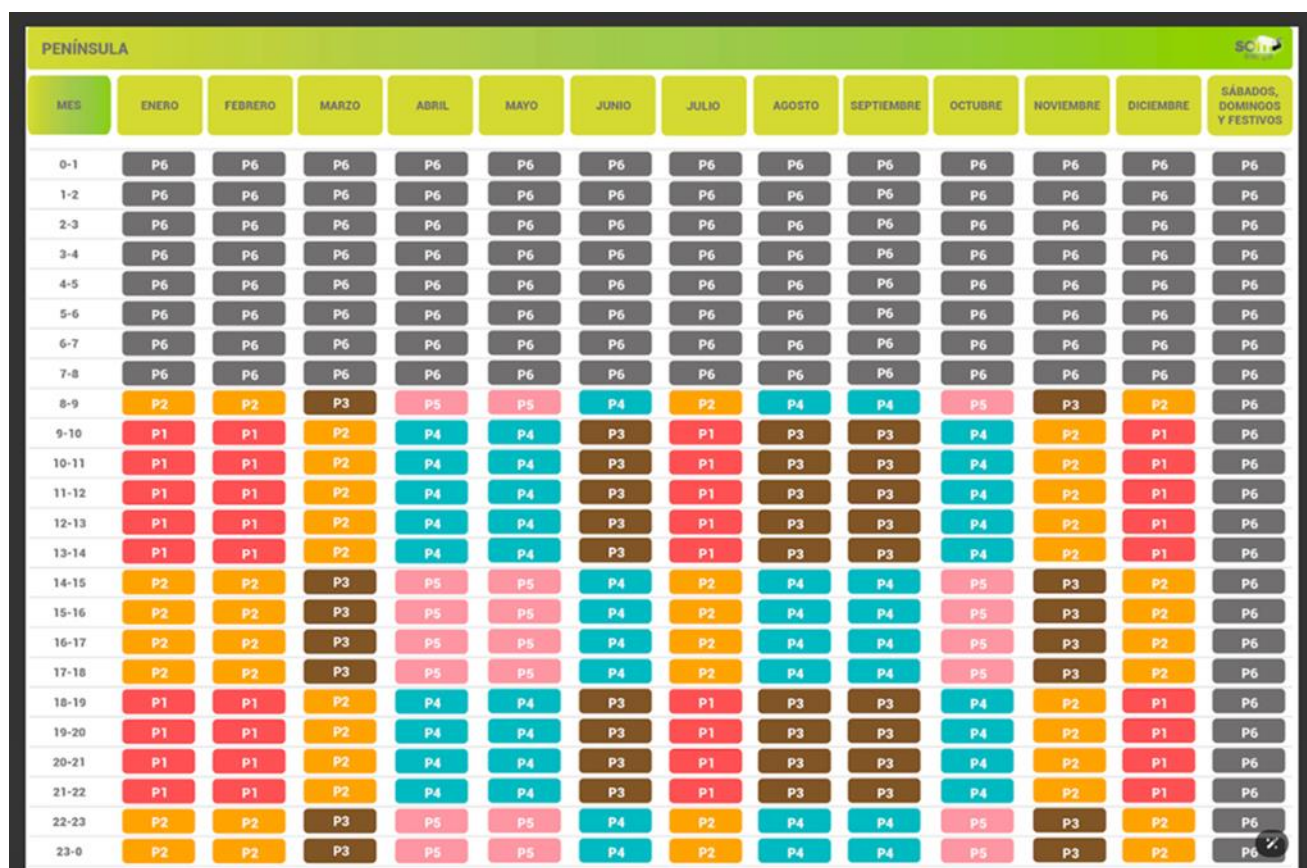 PENÍNSULA
MES ENERO FEBRERO MARZO ABRIL MAYO JUNIO JULIO AGOSTO SEPTIEMBRE OCTUBRE NOVIEMBRE DICIEMBRE SÁBADOS, DOMINGOS Y FESTIVOS
0-1 P6 P6 P6 P6 P6 P6 P6 P6 P6 P6 P6 P6 P6
1-2 P6 P6 P6 P6 P6 P6 P6 P6 P6 P6 P6 P6 P6
2-3 P6 P6 P6 P6 P6 P6 P6 P6 P6 P6 P6 P6 P6
3-4 P6 P6 P6 P6 P6 P6 P6 P6 P6 P6 P6 P6 P6
4-5 P6 P6 P6 P6 P6 P6 P6 P6 P6 P6 P6 P6 P6
5-6 P6 P6 P6 P6 P6 P6 P6 P6 P6 P6 P6 P6 P6
6-7 P6 P6 P6 P6 P6 P6 P6 P6 P6 P6 P6 P6 P6
7-8 P6 P6 P6 P6 P6 P6 P6 P6 P6 P6 P6 P6 P6
8-9 P2 P2 P3 P5 P5 P4 P2 P4 P4 P5 P3 P2 P6
9-10 P1 P1 P2 P4 P4 P3 P1 P3 P3 P4 P2 P1 P6
10-11 P1 P1 P2 P4 P4 P3 P1 P3 P3 P4 P2 P1 P6
11-12 P1 P1 P2 P4 P4 P3 P1 P3 P3 P4 P2 P1 P6
12-13 P1 P1 P2 P4 P4 P3 P1 P3 P3 P4 P2 P1 P6
13-14 P1 P1 P2 P4 P4 P3 P1 P3 P3 P4 P2 P1 P6
14-15 P2 P2 P3 P5 P5 P4 P2 P4 P4 P5 P3 P2 P6
15-16 P2 P2 P3 P5 P5 P4 P2 P4 P4 P5 P3 P2 P6
16-17 P2 P2 P3 P5 P5 P4 P2 P4 P4 P5 P3 P2 P6
17-18 P2 P2 P3 P5 P5 P4 P2 P4 P4 P5 P3 P2 P6
18-19 P1 P1 P2 P4 P4 P3 P1 P3 P3 P4 P2 P1 P6
19-20 P1 P1 P2 P4 P4 P3 P1 P3 P3 P4 P2 P1 P6
20-21 P1 P1 P2 P4 P4 P3 P1 P3 P3 P4 P2 P1 P6
21-22 P1 P1 P2 P4 P4 P3 P1 P3 P3 P4 P2 P1 P6
22-23 P2 P2 P3 P5 P5 P4 P2 P4 P4 P5 P3 P2 P6
23-0 P2 P2 P3 P5 P5 P4 P2 P4 P4 P5 P3 P2 P6